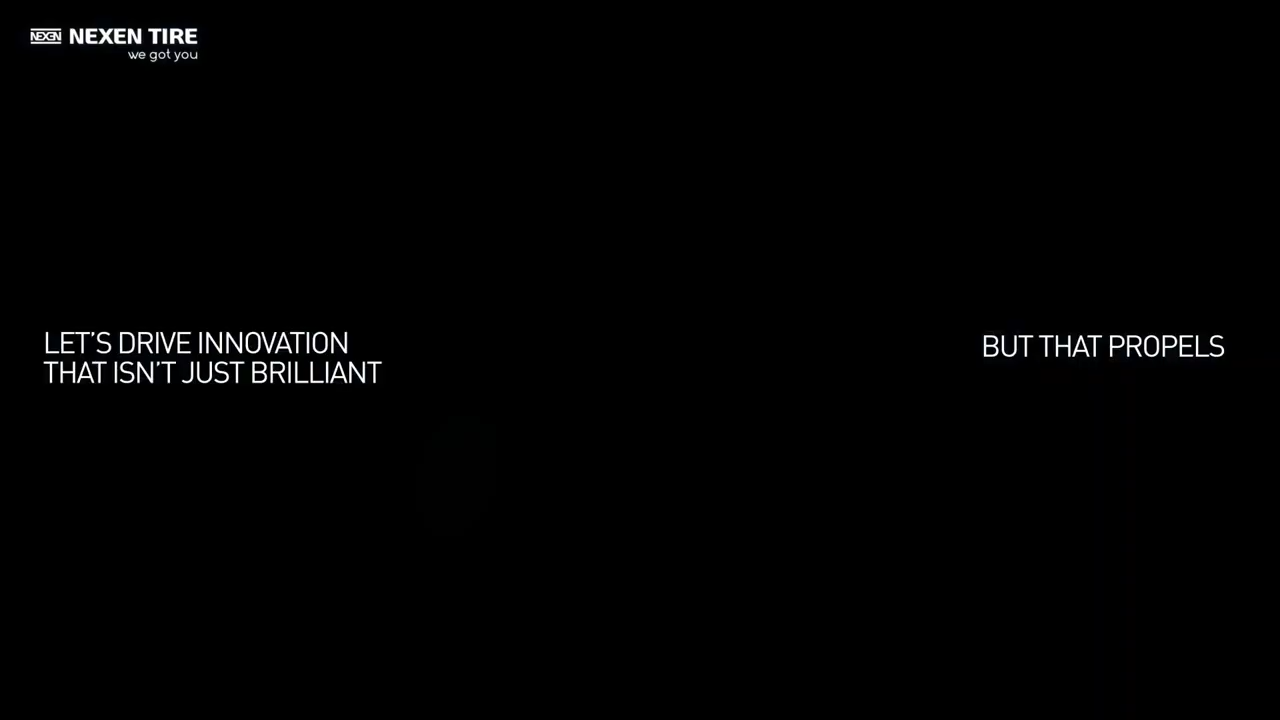 NEXEN NEXEN TIRE
we got you
LET'S DRIVE INNOVATION
THAT ISN'T JUST BRILLIANT
BUT THAT PROPELS